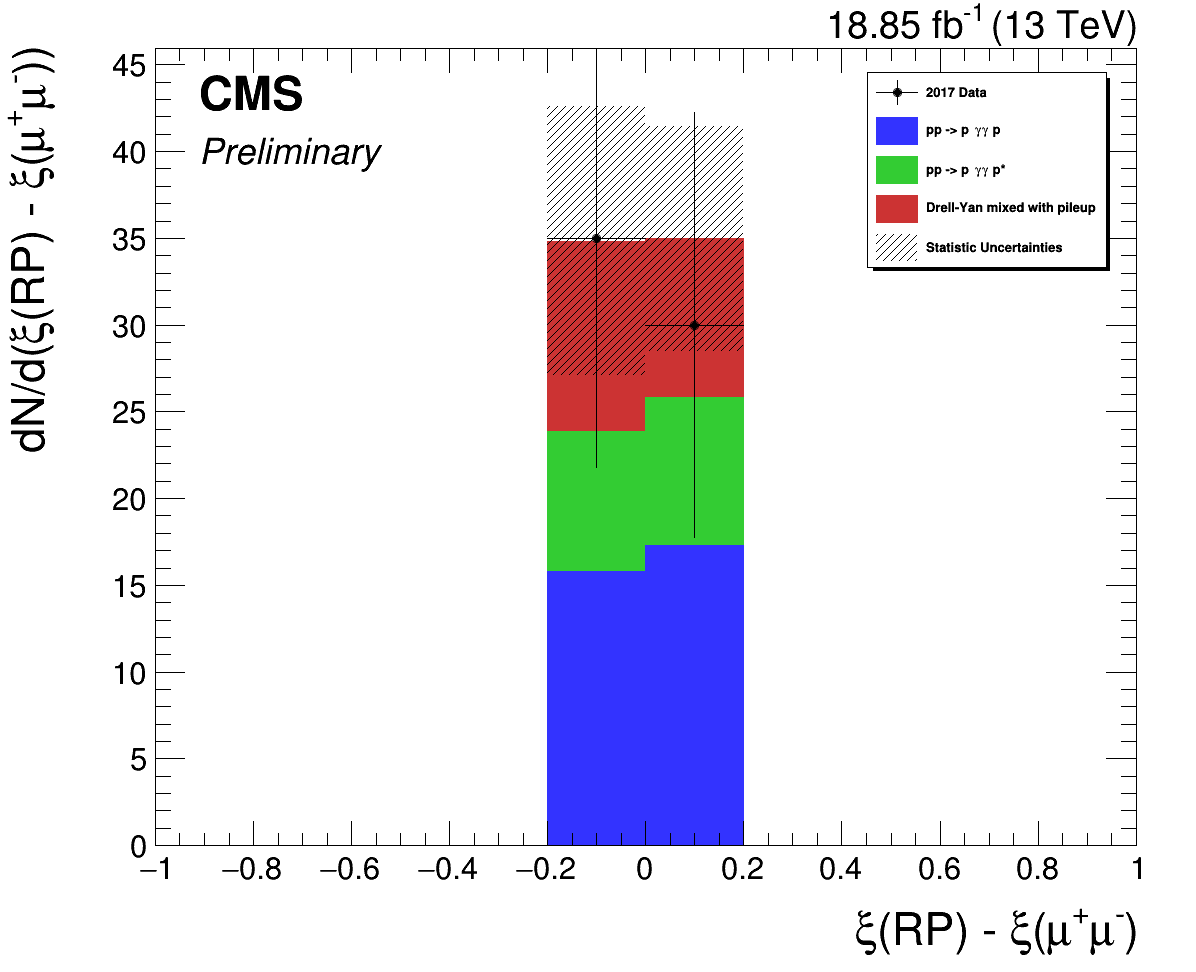 18.85 fb⁻¹ (13 TeV)
dN/d(ξ(RP) - ξ(μ⁺μ⁻))
CMS
Preliminary
2017 Data
pp -> p γγ p
pp -> p γγ p*
Drell-Yan mixed with pileup
Statistic Uncertainties
45
40
35
30
25
20
15
10
5
0
−1 −0.8 −0.6 −0.4 −0.2 0 0.2 0.4 0.6 0.8 1
ξ(RP) - ξ(μ⁺μ⁻)